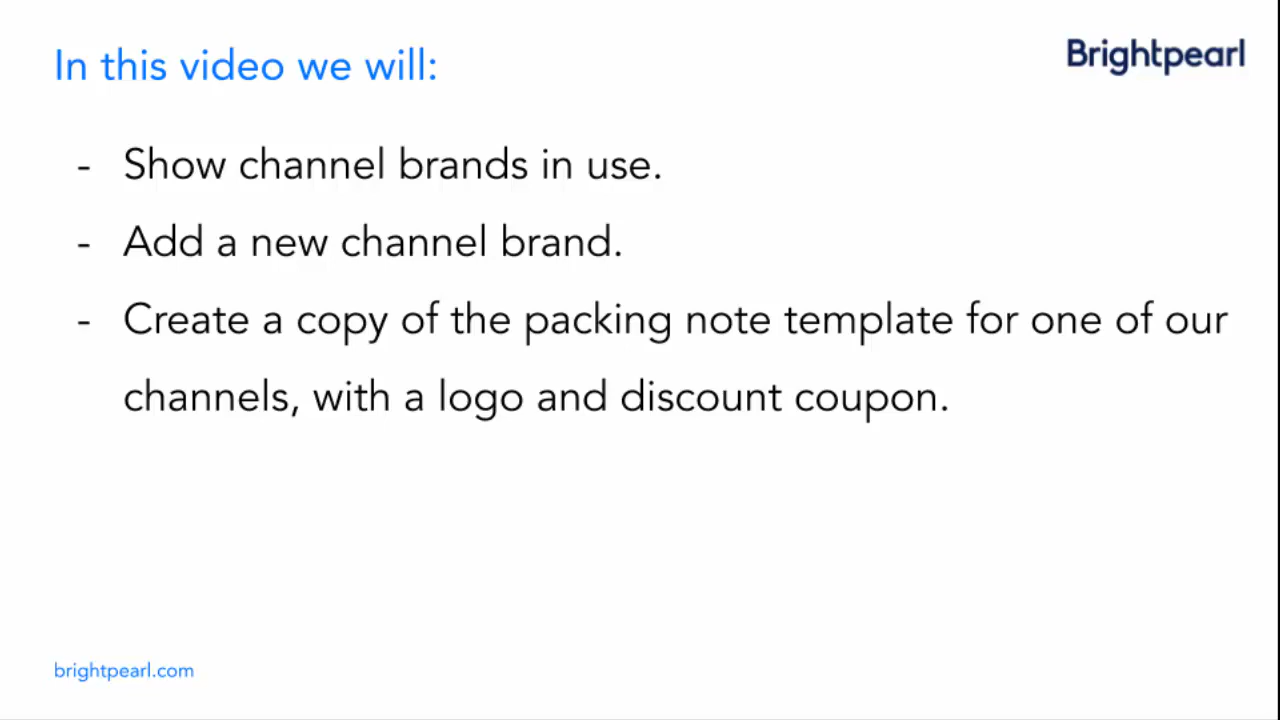 In this video we will:
Brightpearl
- Show channel brands in use.
- Add a new channel brand.
- Create a copy of the packing note template for one of our
channels, with a logo and discount coupon.
brightpearl.com